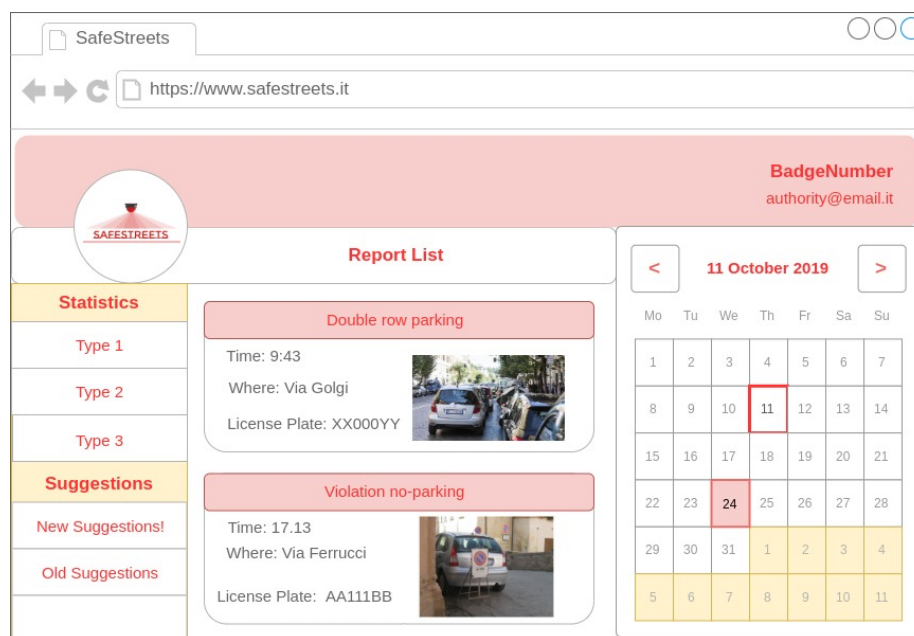 SafeStreets
https://www.safestreets.it
BadgeNumber
authority@email.it
SAFESTREETS
Report List
Statistics
Type 1
Type 2
Type 3
Suggestions
New Suggestions!
Old Suggestions
Double row parking
Time: 9:43
Where: Via Golgi
License Plate: XX000YY
Violation no-parking
Time: 17.13
Where: Via Ferrucci
License Plate: AA111BB
< 11 October 2019 >
Mo Tu We Th Fr Sa Su
1 2 3 4 5 6 7
8 9 10 11 12 13 14
15 16 17 18 19 20 21
22 23 24 25 26 27 28
29 30 31 1 2 3 4
5 6 7 8 9 10 11